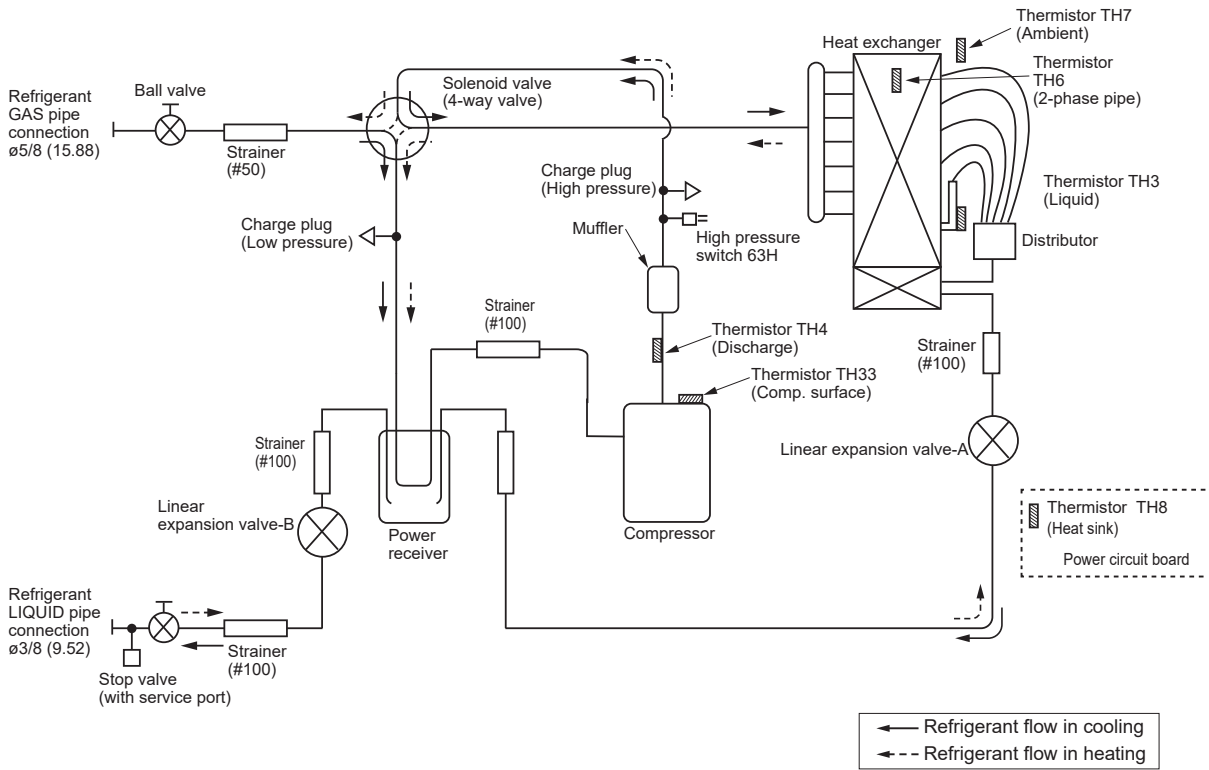 Thermistor TH7
(Ambient)
Heat exchanger
Thermistor
TH6
(2-phase pipe)
Solenoid valve
(4-way valve)
Ball valve
Refrigerant
GAS pipe
connection
ø5/8 (15.88)
Strainer
(#50)
Charge plug
(High pressure)
Thermistor TH3
(Liquid)
Charge plug
(Low pressure)
Muffler
High pressure
switch 63H
Distributor
Strainer
(#100)
Thermistor TH4
(Discharge)
Strainer
(#100)
Thermistor TH33
(Comp. surface)
Strainer
(#100)
Linear expansion valve-A
Linear
expansion valve-B
Power
receiver
Compressor
Thermistor TH8
(Heat sink)
Power circuit board
Refrigerant
LIQUID pipe
connection
ø3/8 (9.52)
Strainer
(#100)
Stop valve
(with service port)
Refrigerant flow in cooling
Refrigerant flow in heating